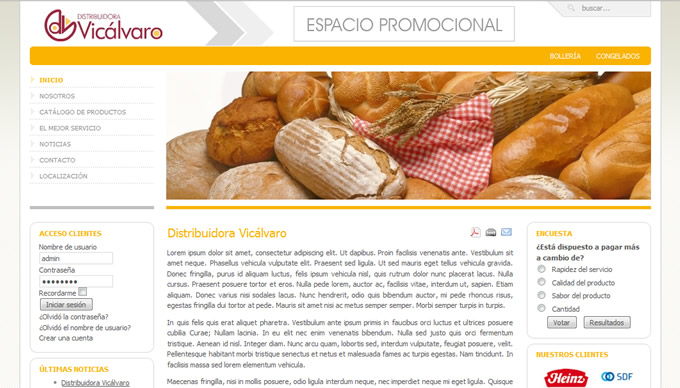 DISTRIBUIDORA
Vicálvaro
ESPACIO PROMOCIONAL
buscar...
BOLLERÍA CONGELADOS
INICIO
NOSOTROS
CATÁLOGO DE PRODUCTOS
EL MEJOR SERVICIO
NOTICIAS
CONTACTO
LOCALIZACIÓN
ACCESO CLIENTES
Nombre de usuario
admin
Contraseña
Recordarme
Iniciar sesión
¿Olvidó la contraseña?
¿Olvidó el nombre de usuario?
Crear una cuenta
ÚLTIMAS NOTICIAS
Distribuidora Vicálvaro
Distribuidora Vicálvaro
Lorem ipsum dolor sit amet, consectetur adipiscing elit. Ut dapibus. Proin facilisis venenatis ante. Vestibulum sit
amet neque. Phasellus vehicula vulputate elit. Praesent sed ligula. Ut sed mauris eget tellus vehicula gravida.
Donec fringilla, purus id aliquam luctus, felis ipsum vehicula nisl, quis rutrum dolor nunc placerat lacus. Nulla
cursus. Praesent posuere tortor et eros. Nulla pede lorem, auctor ac, facilisis vitae, interdum ut, sapien. Etiam
aliquam. Donec varius nisi sodales lacus. Nunc hendrerit, odio quis bibendum auctor, mi pede rhoncus risus,
egestas fringilla dui tortor at pede. Mauris sit amet nisi ac metus semper semper. Morbi semper turpis in turpis.
In quis felis quis erat aliquet pharetra. Vestibulum ante ipsum primis in faucibus orci luctus et ultrices posuere
cubilia Curae; Nullam lacinia. In eu elit nec enim venenatis bibendum. Nulla sed justo quis orci fermentum
tristique. Aenean id nisl. Integer diam. Nunc arcu quam, lobortis sed, interdum vulputate, feugiat posuere, velit.
Pellentesque habitant morbi tristique senectus et netus et malesuada fames ac turpis egestas. Nam tincidunt. In
facilisis massa sed lorem elementum vehicula.
Maecenas fringilla, nisi in mollis posuere, odio ligula interdum neque, nec imperdiet neque mi eget ligula. Quisque
ENCUESTA
¿Está dispuesto a pagar más
a cambio de?
Rapidez del servicio
Calidad del producto
Sabor del producto
Cantidad
Votar Resultados
NUESTROS CLIENTES
Heinz SDF